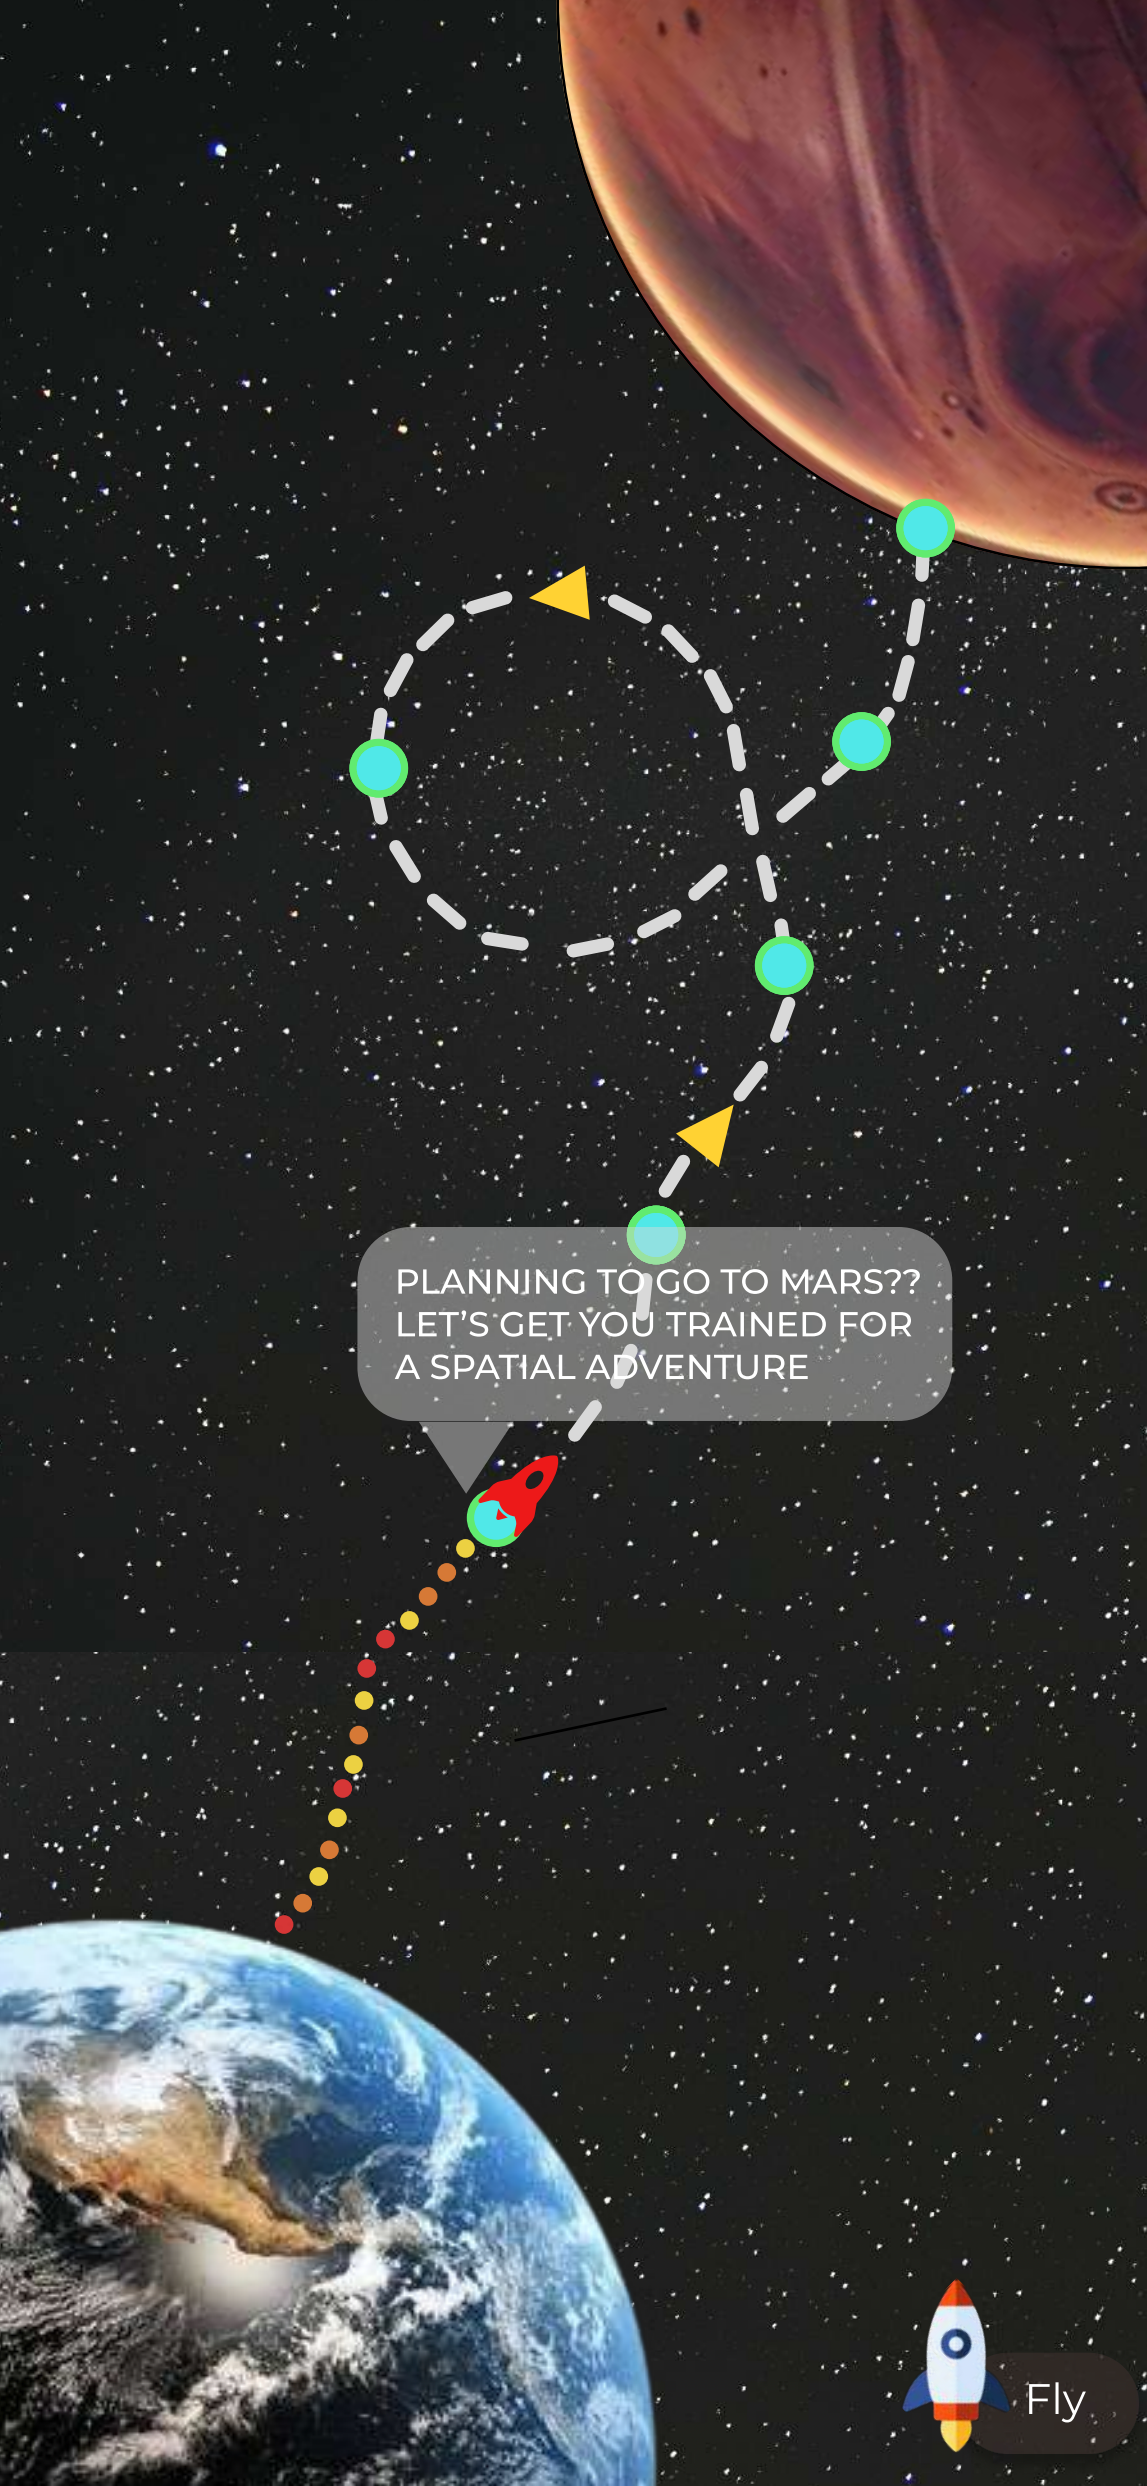 PLANNING TO GO TO MARS??
LET’S GET YOU TRAINED FOR
A SPATIAL ADVENTURE
Fly